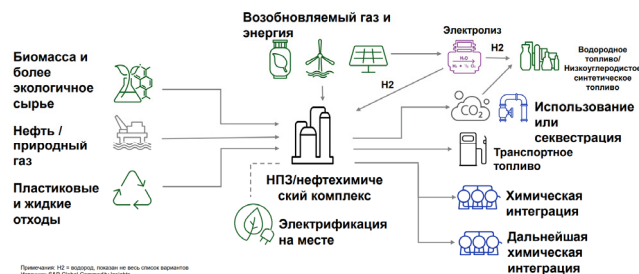 Возобновляемый газ и
энергия
Электролиз
H2O
H2
H2
Водородное
топливо/
Низкоуглеродистое
синтетическое
топливо
Биомасса и
более
экологичное
сырье
CO2
Использование
или
секвестрация
Нефть /
природный
газ
Транспортное
топливо
НПЗ/нефтехимиче
ский комплекс
Пластиковые
и жидкие
отходы
Химическая
интеграция
Электрификация
на месте
Дальнейшая
химическая
интеграция
Примечания: H2 = водород, показан не весь список вариантов